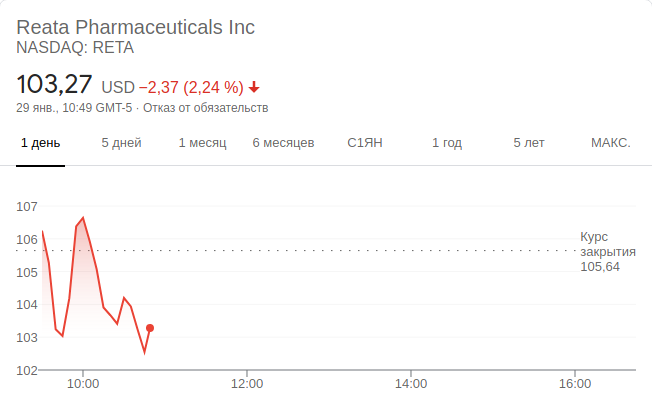 Reata Pharmaceuticals Inc
NASDAQ: RETA
103,27 USD −2,37 (2,24 %)
29 янв., 10:49 GMT-5 · Отказ от обязательств
1 день 5 дней 1 месяц 6 месяцев С1ЯН 1 год 5 лет МАКС.
107
106
105
104
103
102
Курс
закрытия
105,64
10:00 12:00 14:00 16:00